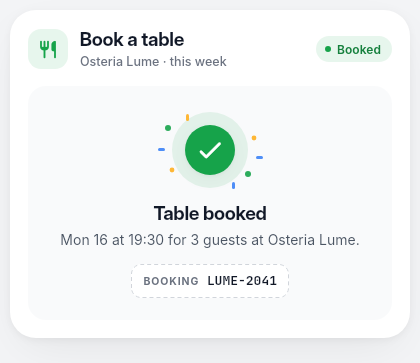 Book a table
Osteria Lume · this week
Booked
Table booked
Mon 16 at 19:30 for 3 guests at Osteria Lume.
BOOKING LUME-2041